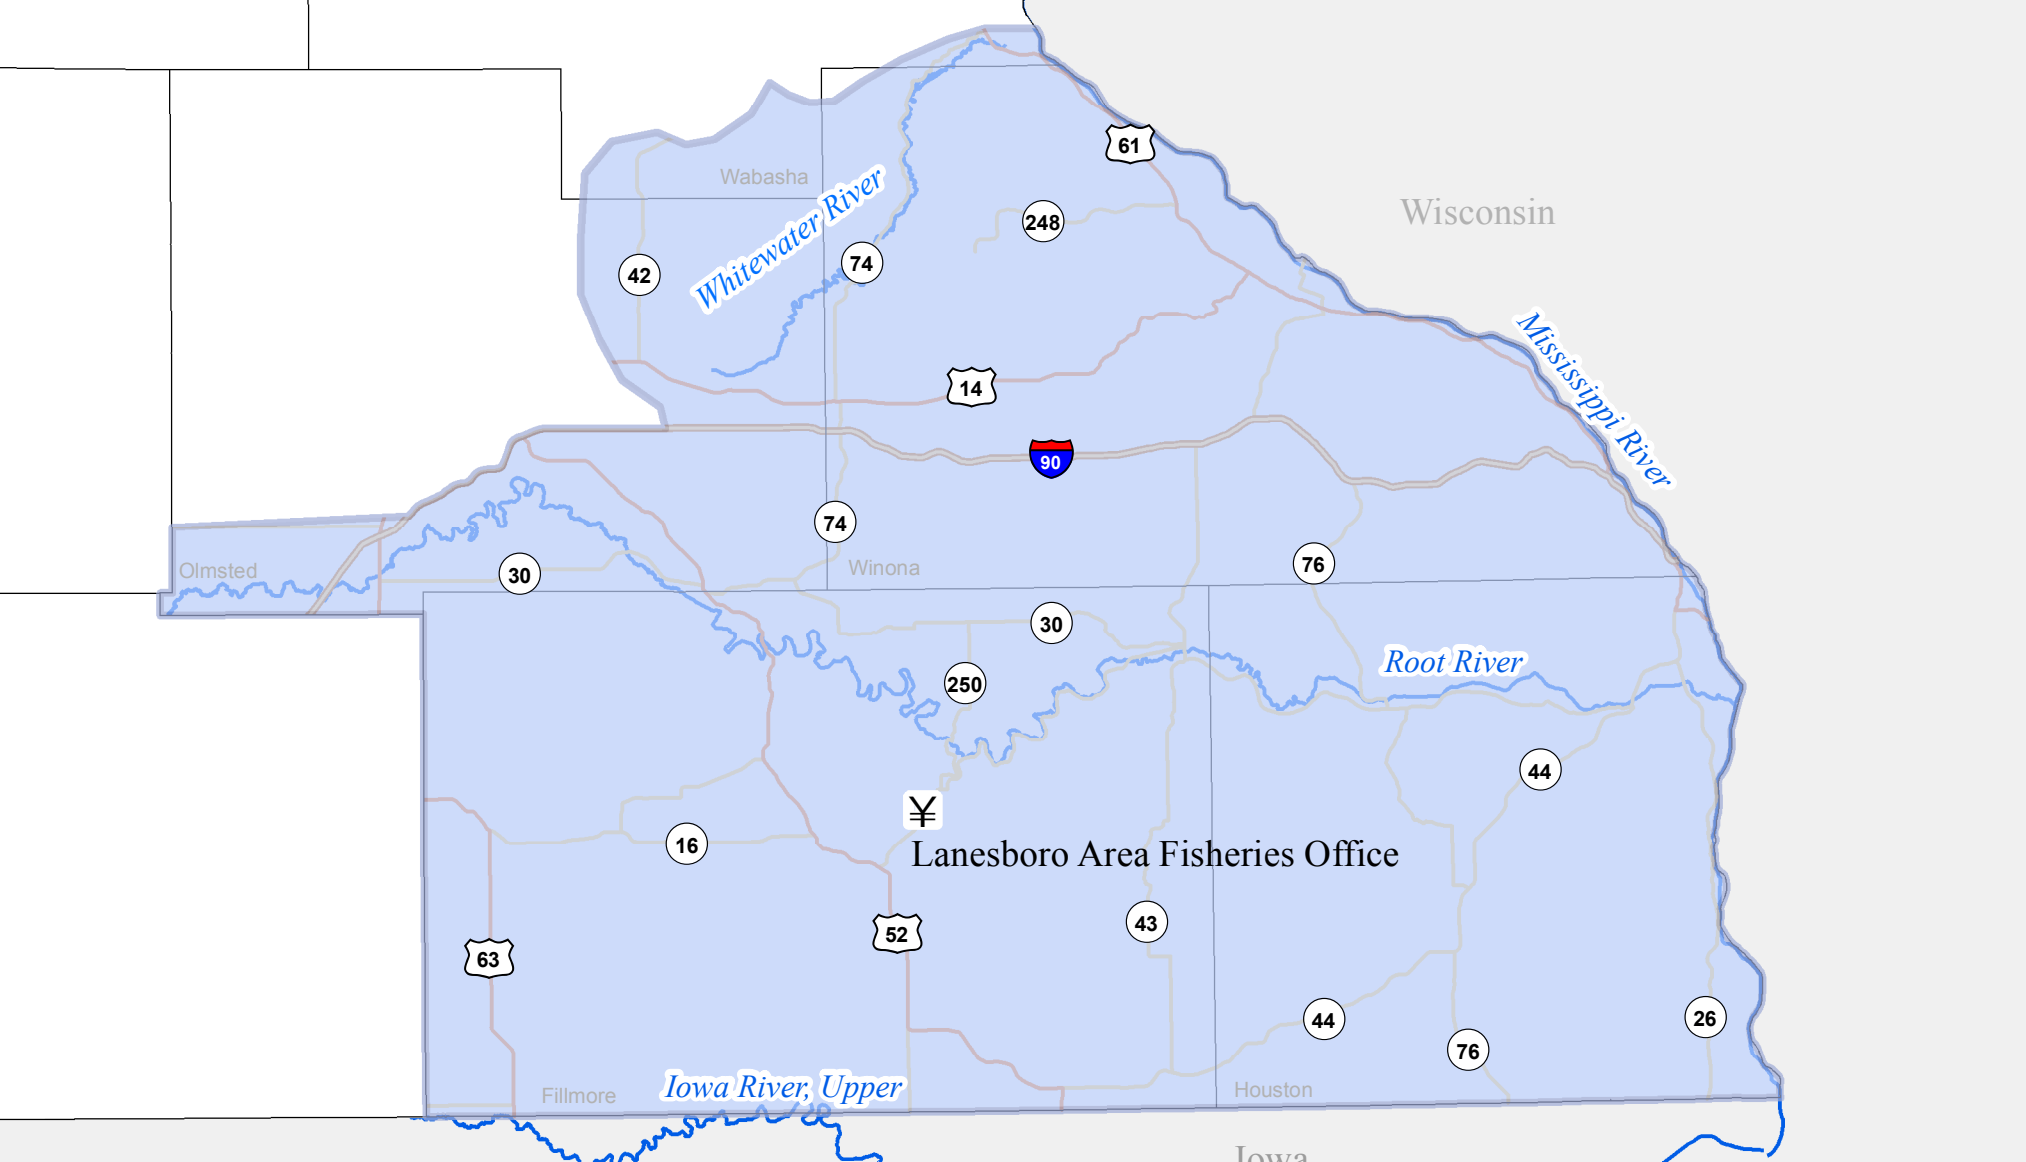 61
Wabasha
Whitewater River
Wisconsin
248
74
42
Mississippi River
14
90
74
Olmsted
30
Winona
76
30
Root River
250
44
¥
16
Lanesboro Area Fisheries Office
43
52
63
44
26
76
Fillmore
Iowa River, Upper
Houston
Iowa